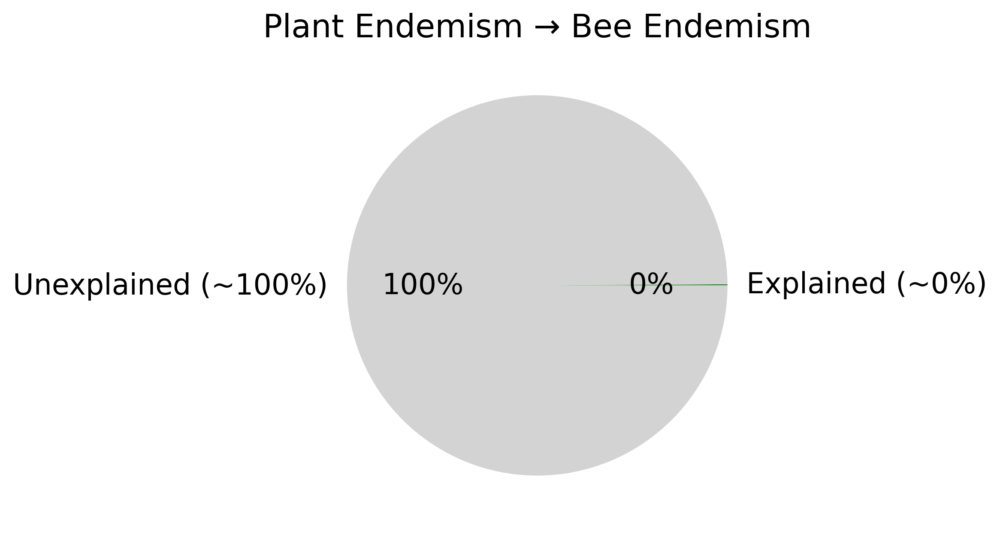 Plant Endemism → Bee Endemism
Unexplained (~100%) 100% 0% Explained (~0%)